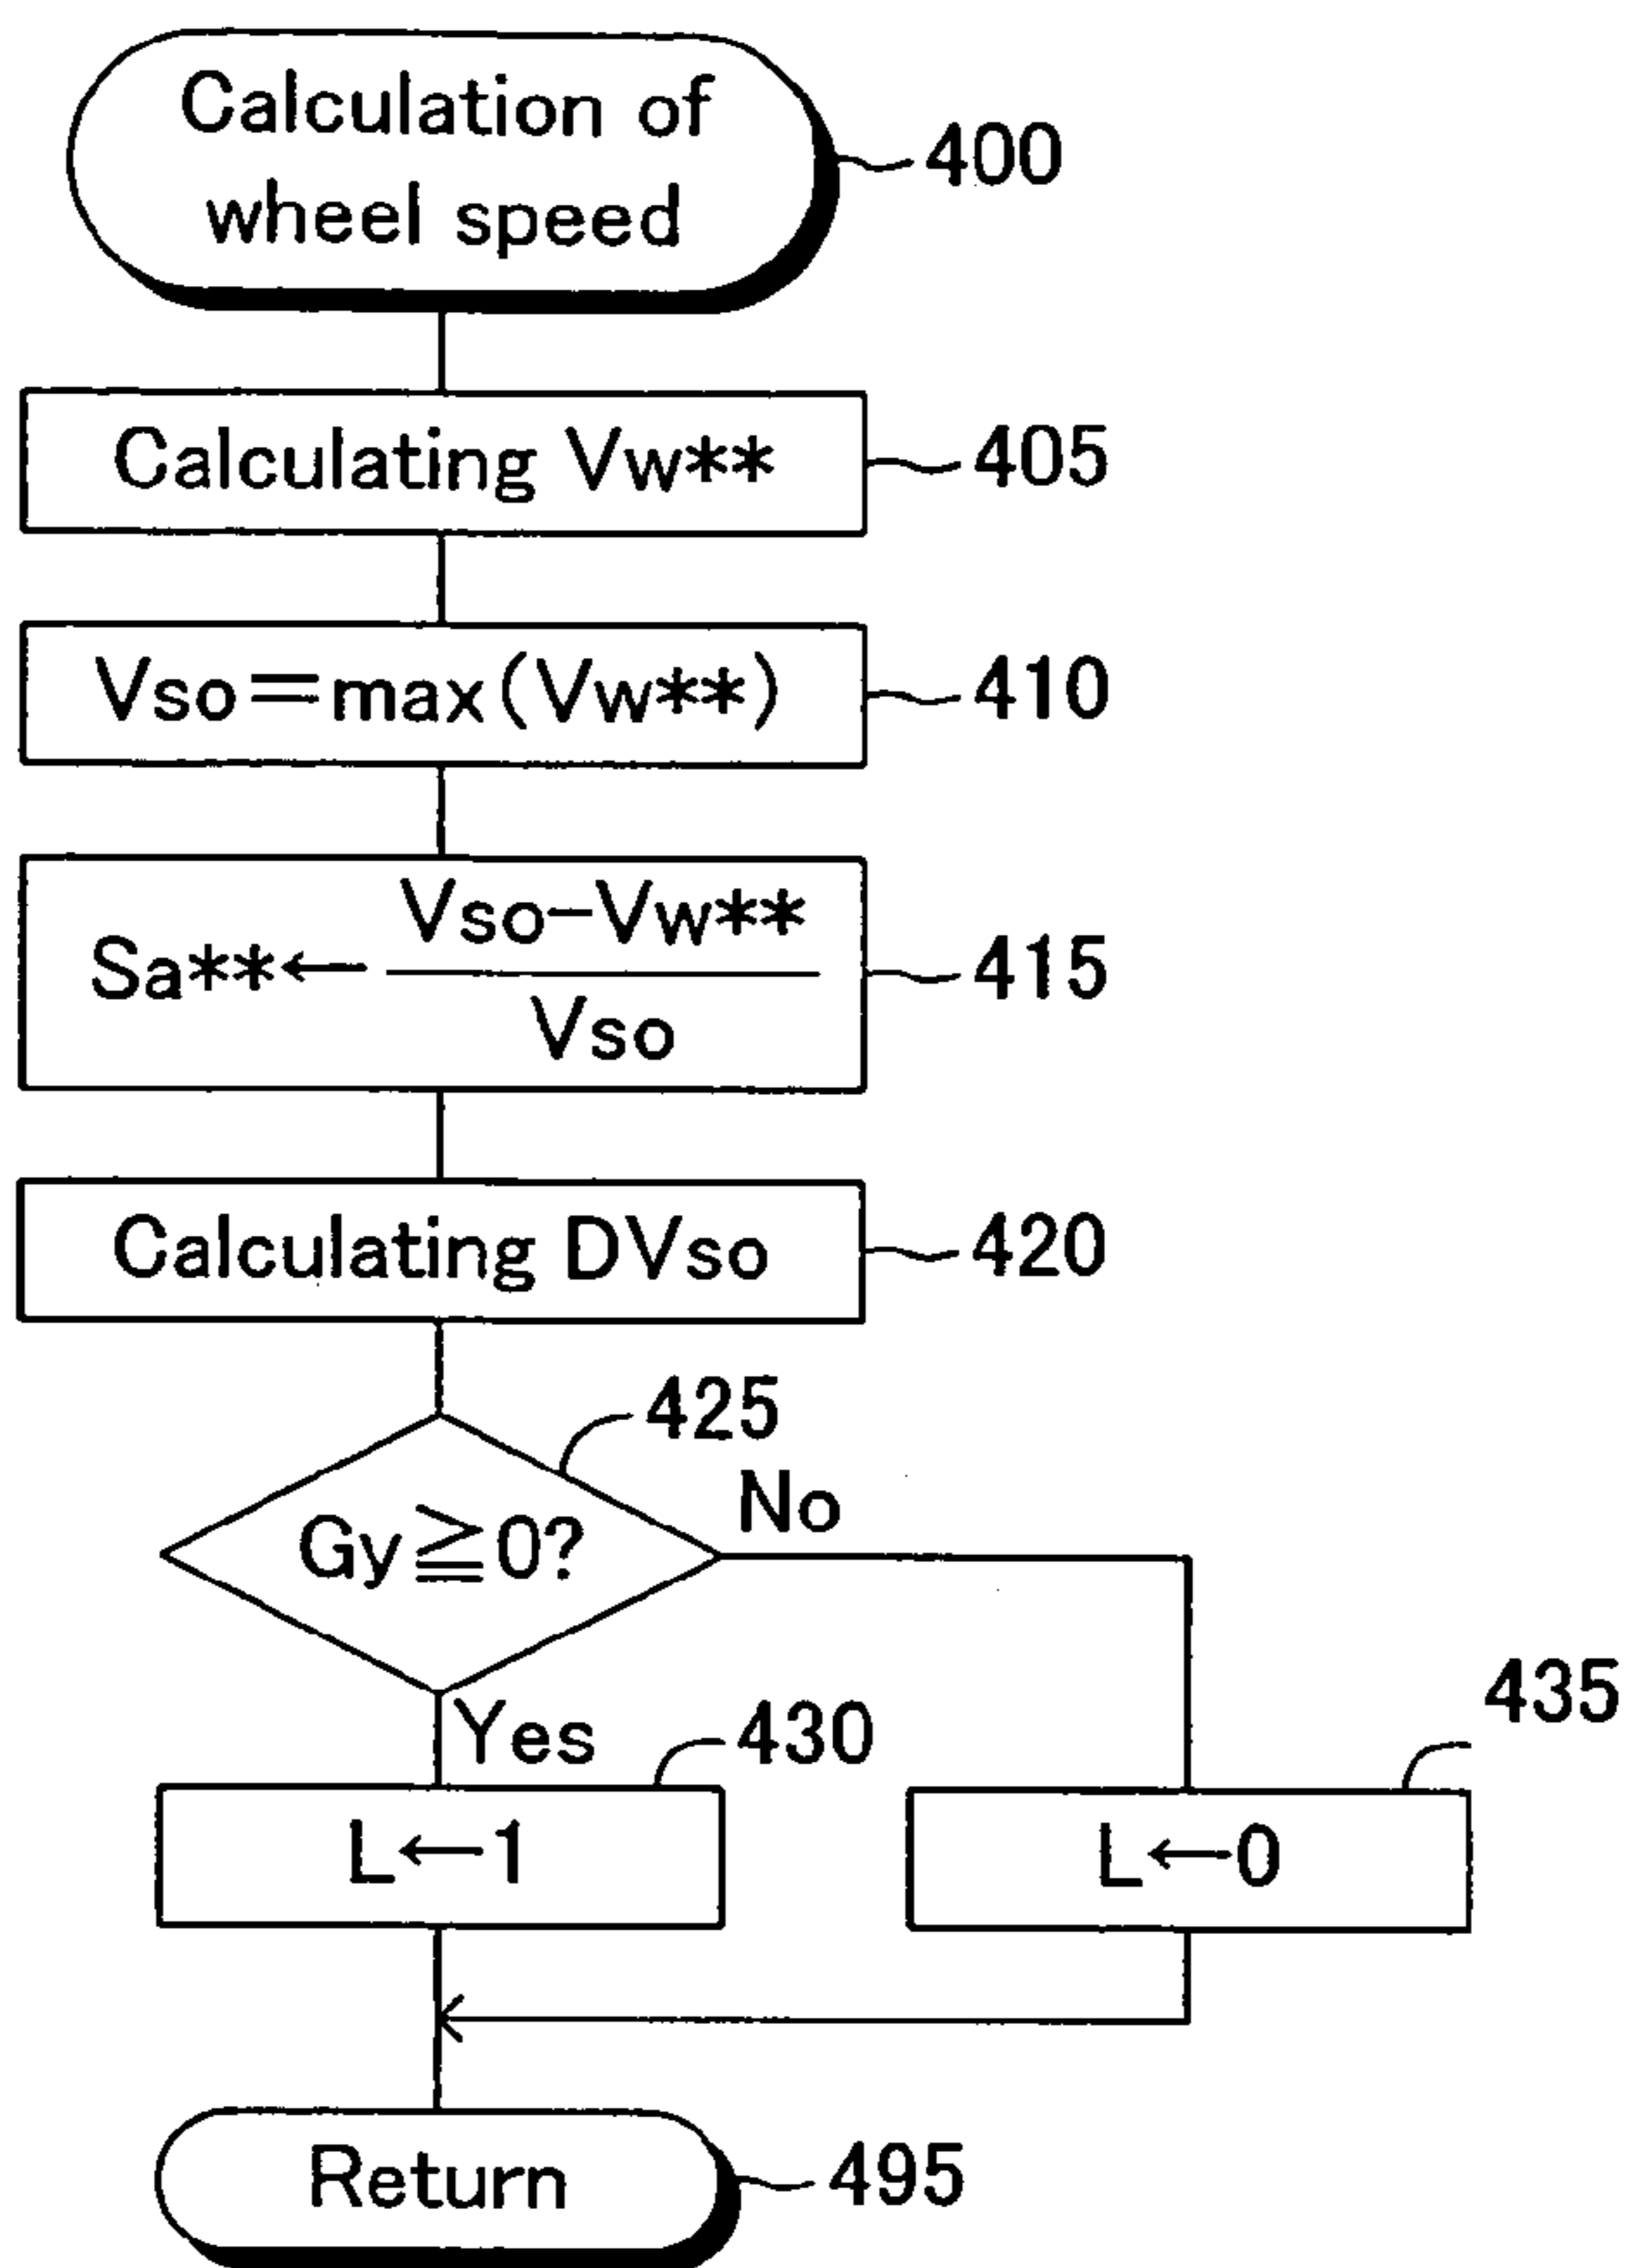 Calculation of
wheel speed
400
Calculating Vw**
405
Vso=max(Vw**)
410
Vso-Vw**
Sa**←
Vso
415
Calculating DVso
420
425
Gy≧0?
No
Yes
430
435
L←1
L←0
Return
495